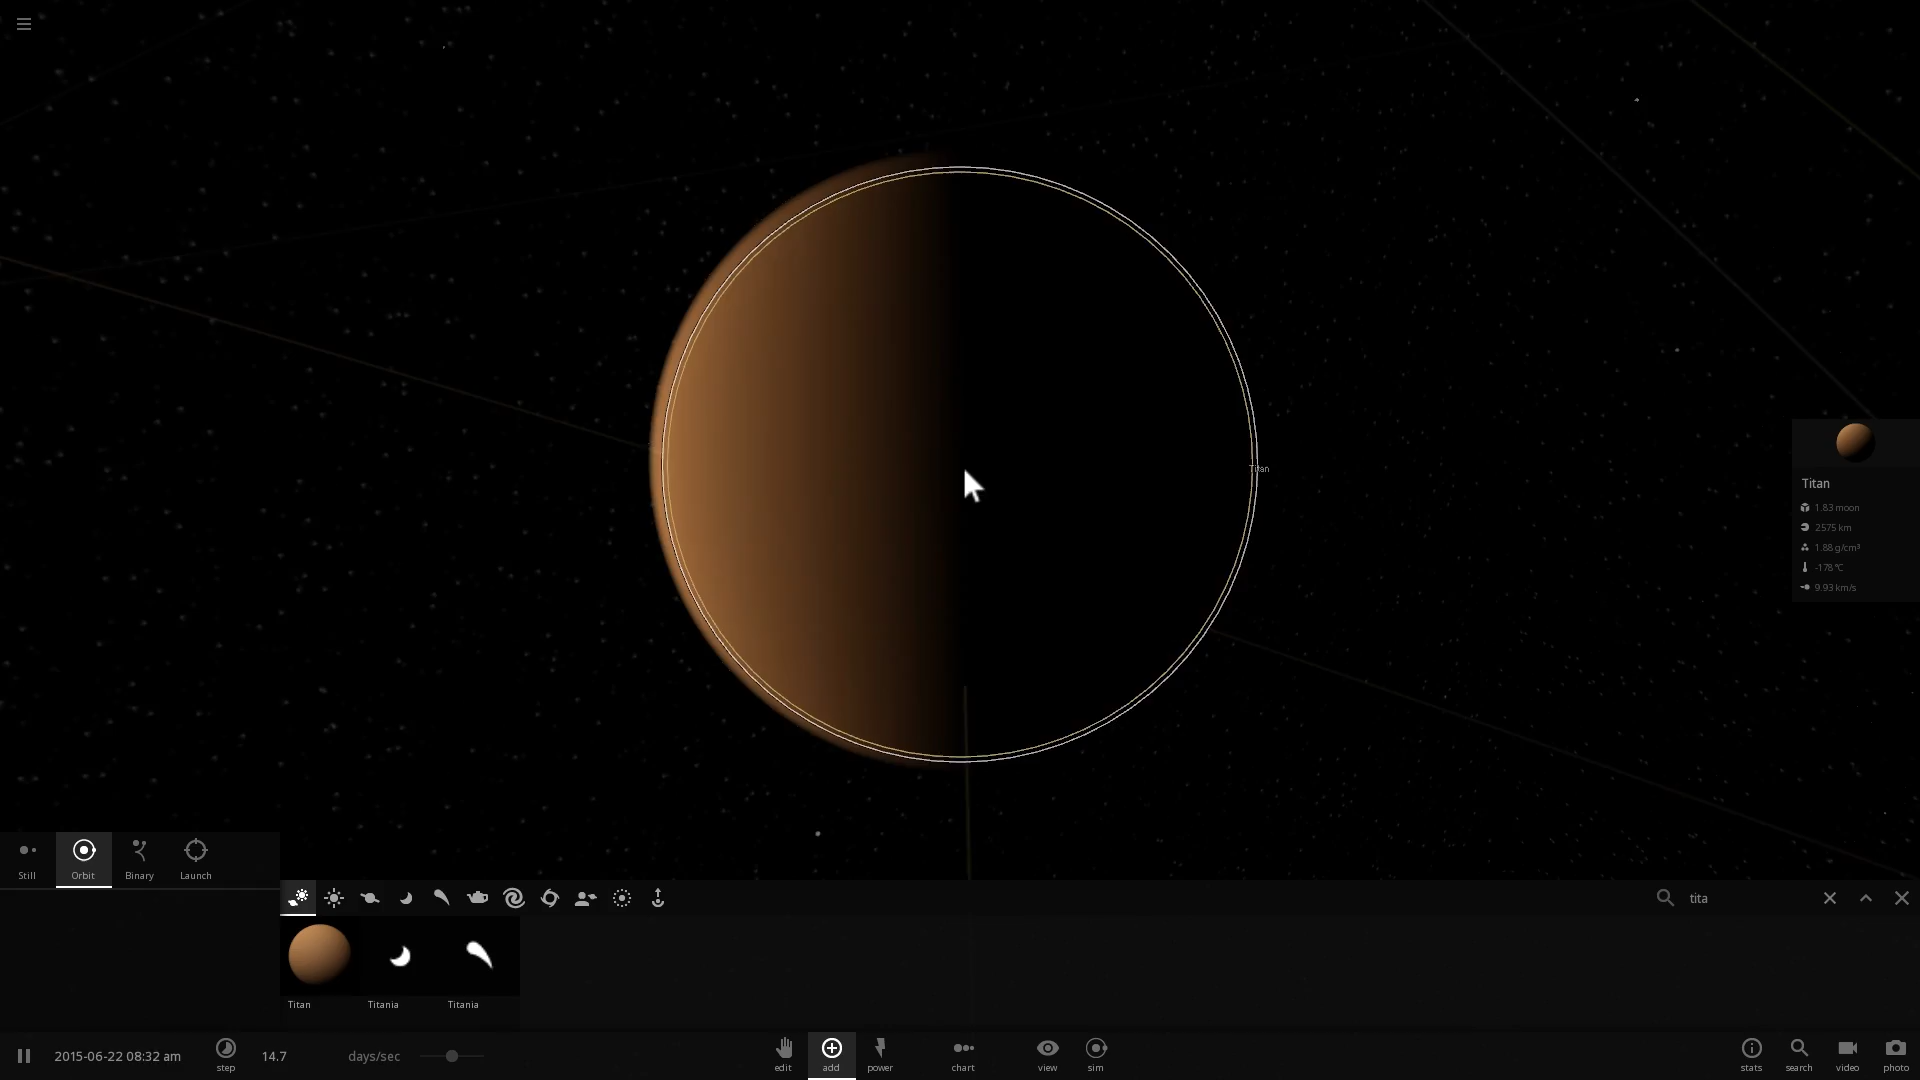 Titan
Titan
1.83 moon
2575 km
1.88 g/cm³
-178 °C
9.93 km/s
Still
Orbit
Binary
Launch
tita
Titan
Titania
Titania
2015-06-22 08:32 am
step
14.7
days/sec
edit
add
power
chart
view
sim
stats
search
video
photo